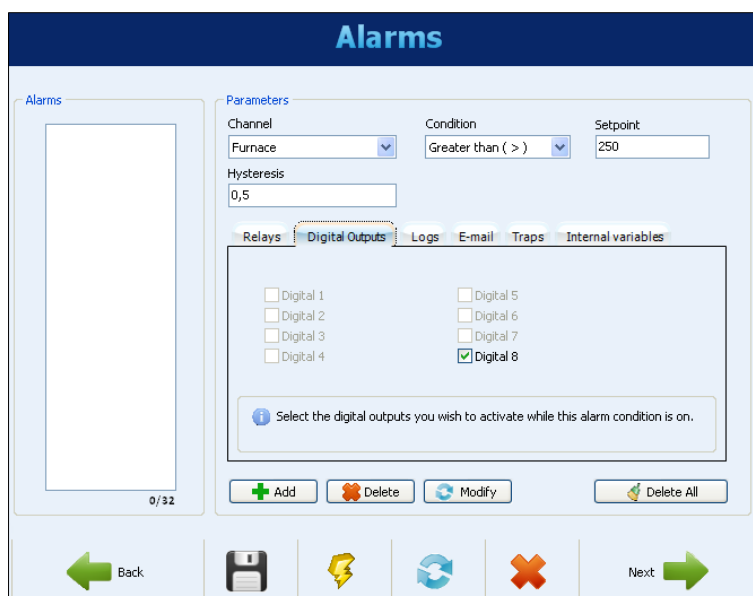 Alarms
Alarms
0/32
Parameters
Channel Condition Setpoint
Furnace Greater than ( > ) 250
Hysteresis
0,5
Relays Digital Outputs Logs E-mail Traps Internal variables
Digital 1 Digital 5
Digital 2 Digital 6
Digital 3 Digital 7
Digital 4 Digital 8
Select the digital outputs you wish to activate while this alarm condition is on.
Add Delete Modify Delete All
Back Next